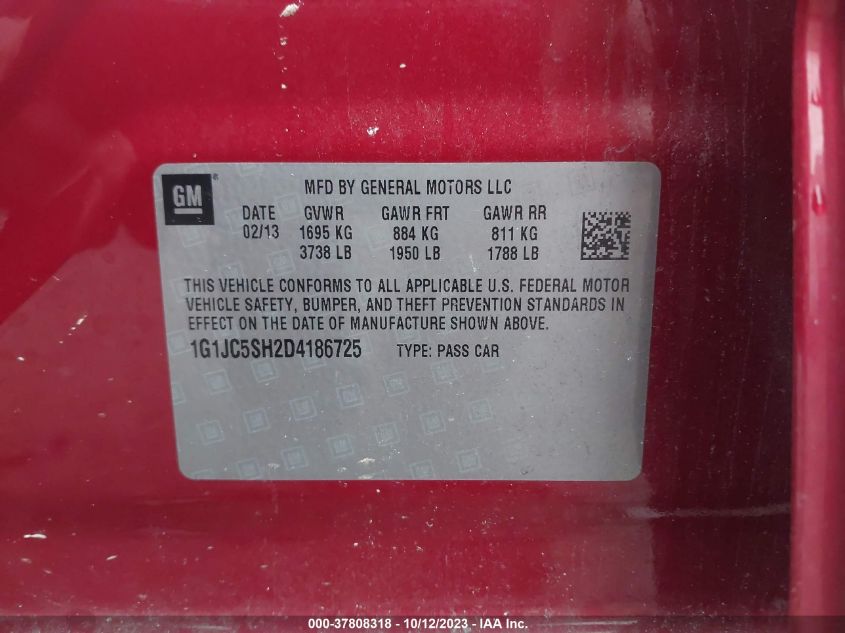 GM ®
MFD BY GENERAL MOTORS LLC
DATE GVWR GAWR FRT GAWR RR
02/13 1695 KG 884 KG 811 KG
3738 LB 1950 LB 1788 LB
THIS VEHICLE CONFORMS TO ALL APPLICABLE U.S. FEDERAL MOTOR
VEHICLE SAFETY, BUMPER, AND THEFT PREVENTION STANDARDS IN
EFFECT ON THE DATE OF MANUFACTURE SHOWN ABOVE.
1G1JC5SH2D4186725 TYPE: PASS CAR
000-37808318 - 10/12/2023 - IAA, Inc.